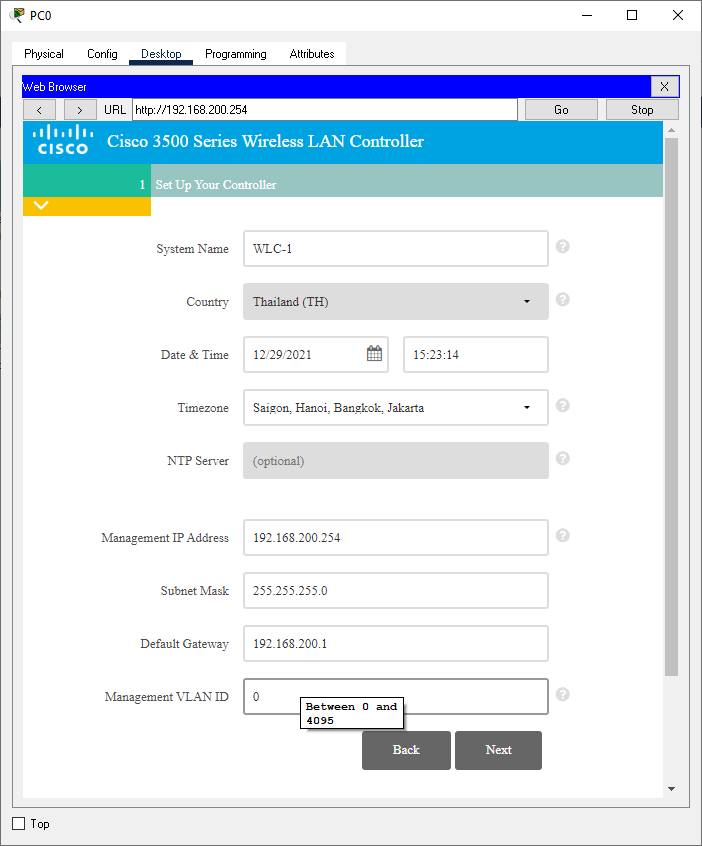 PC0
Physical Config Desktop Programming Attributes
Web Browser X
< > URL http://192.168.200.254 Go Stop
CISCO Cisco 3500 Series Wireless LAN Controller
1 Set Up Your Controller
System Name WLC-1 ?
Country Thailand (TH) ?
Date & Time 12/29/2021 15:23:14
Timezone Saigon, Hanoi, Bangkok, Jakarta ?
NTP Server (optional) ?
Management IP Address 192.168.200.254 ?
Subnet Mask 255.255.255.0
Default Gateway 192.168.200.1
Management VLAN ID 0 ?
Between 0 and
4095
Back Next
Top